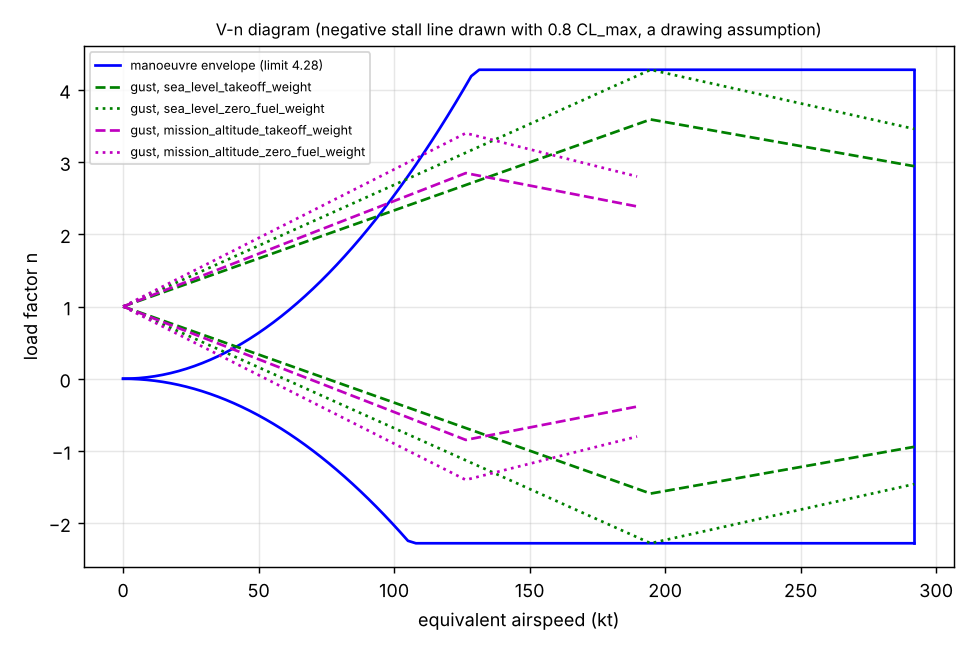 V-n diagram (negative stall line drawn with 0.8 CL_max, a drawing assumption)
manoeuvre envelope (limit 4.28)
gust, sea_level_takeoff_weight
gust, sea_level_zero_fuel_weight
gust, mission_altitude_takeoff_weight
gust, mission_altitude_zero_fuel_weight
load factor n
4
3
2
1
0
−1
−2
0 50 100 150 200 250 300
equivalent airspeed (kt)